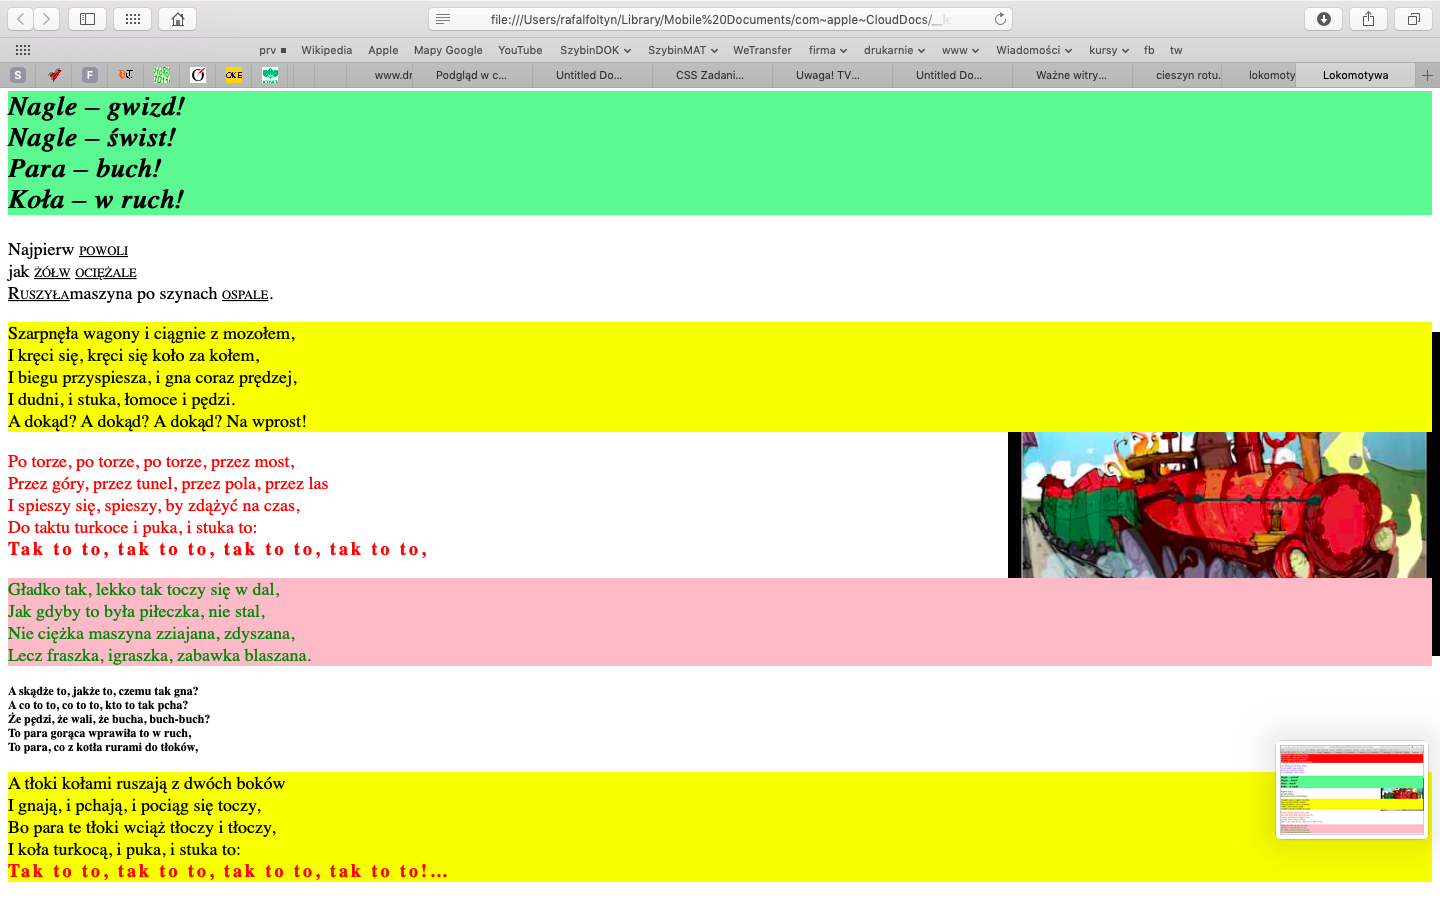 file:///Users/rafalfoltyn/Library/Mobile%20Documents/com~apple~CloudDocs/__le
prv Wikipedia Apple Mapy Google YouTube SzybinDOK SzybinMAT WeTransfer firma drukarnie www Wiadomości kursy fb tw
S F OKE www.dr Podgląd w c... Untitled Do... CSS Zadani... Uwaga! TV... Untitled Do... Ważne witry... cieszyn rotu. lokomoty Lokomotywa
Nagle – gwizd!
Nagle – świst!
Para – buch!
Koła – w ruch!
Najpierw POWOLI
jak ŻÓŁW OCIĘŻALE
RUSZYŁAmaszyna po szynach OSPALE.
Szarpnęła wagony i ciągnie z mozołem,
I kręci się, kręci się koło za kołem,
I biegu przyspiesza, i gna coraz prędzej,
I dudni, i stuka, łomoce i pędzi.
A dokąd? A dokąd? A dokąd? Na wprost!
Po torze, po torze, po torze, przez most,
Przez góry, przez tunel, przez pola, przez las
I spieszy się, spieszy, by zdążyć na czas,
Do taktu turkoce i puka, i stuka to:
Tak to to, tak to to, tak to to, tak to to,
Gładko tak, lekko tak toczy się w dal,
Jak gdyby to była piłeczka, nie stal,
Nie ciężka maszyna zziajana, zdyszana,
Lecz fraszka, igraszka, zabawka blaszana.
A skądże to, jakże to, czemu tak gna?
A co to to, co to to, kto to tak pcha?
Że pędzi, że wali, że bucha, buch-buch?
To para gorąca wprawiła to w ruch,
To para, co z kotła rurami do tłoków,
A tłoki kołami ruszają z dwóch boków
I gnają, i pchają, i pociąg się toczy,
Bo para te tłoki wciąż tłoczy i tłoczy,
I koła turkocą, i puka, i stuka to:
Tak to to, tak to to, tak to to, tak to to!...